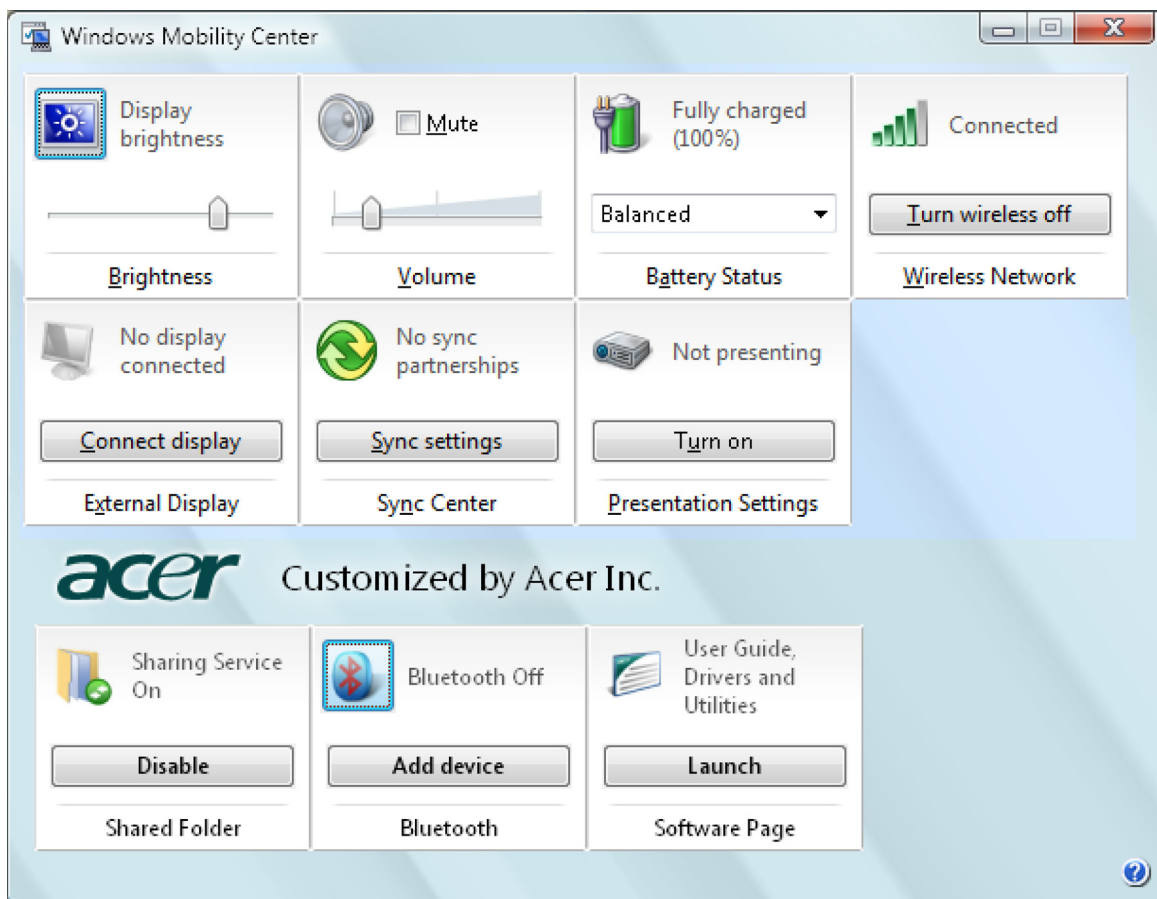 Windows Mobility Center
Display
brightness
Brightness
Mute
Volume
Fully charged
(100%)
Balanced
Battery Status
Connected
Turn wireless off
Wireless Network
No display
connected
Connect display
External Display
No sync
partnerships
Sync settings
Sync Center
Not presenting
Turn on
Presentation Settings
acer Customized by Acer Inc.
Sharing Service
On
Disable
Shared Folder
Bluetooth Off
Add device
Bluetooth
User Guide,
Drivers and
Utilities
Launch
Software Page
?